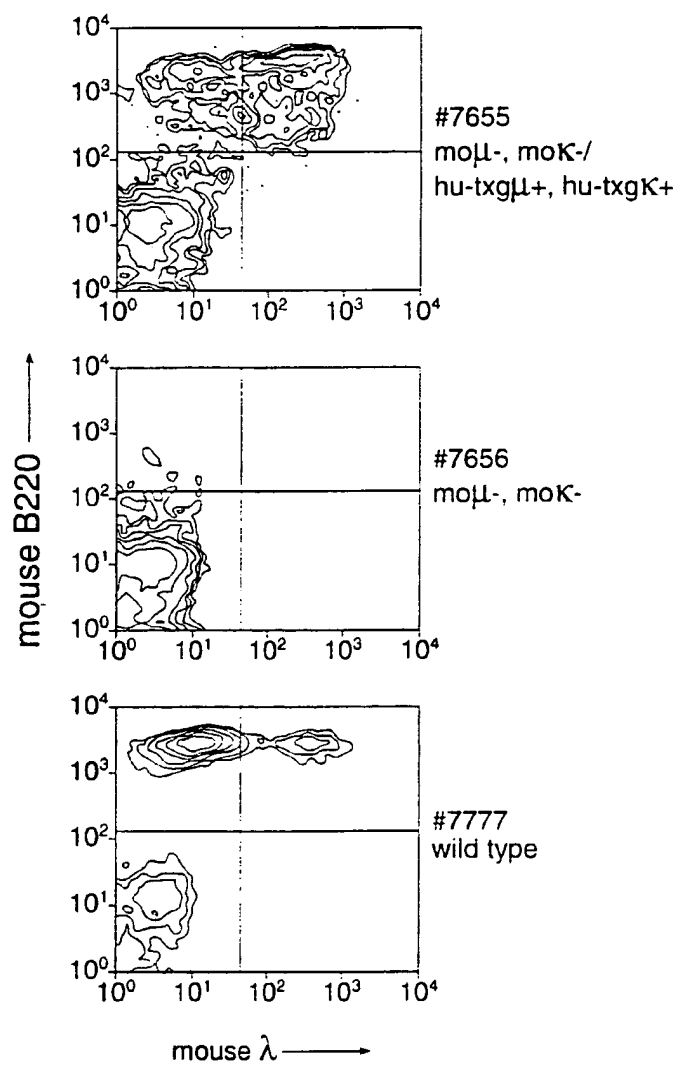 10⁴
10³
10²
10¹
10⁰
10⁰ 10¹ 10² 10³ 10⁴
#7655
moμ-, moκ-/
hu-txgμ+, hu-txgκ+
10⁴
10³
10²
10¹
10⁰
10⁰ 10¹ 10² 10³ 10⁴
#7656
moμ-, moκ-
mouse B220
10⁴
10³
10²
10¹
10⁰
10⁰ 10¹ 10² 10³ 10⁴
#7777
wild type
mouse λ